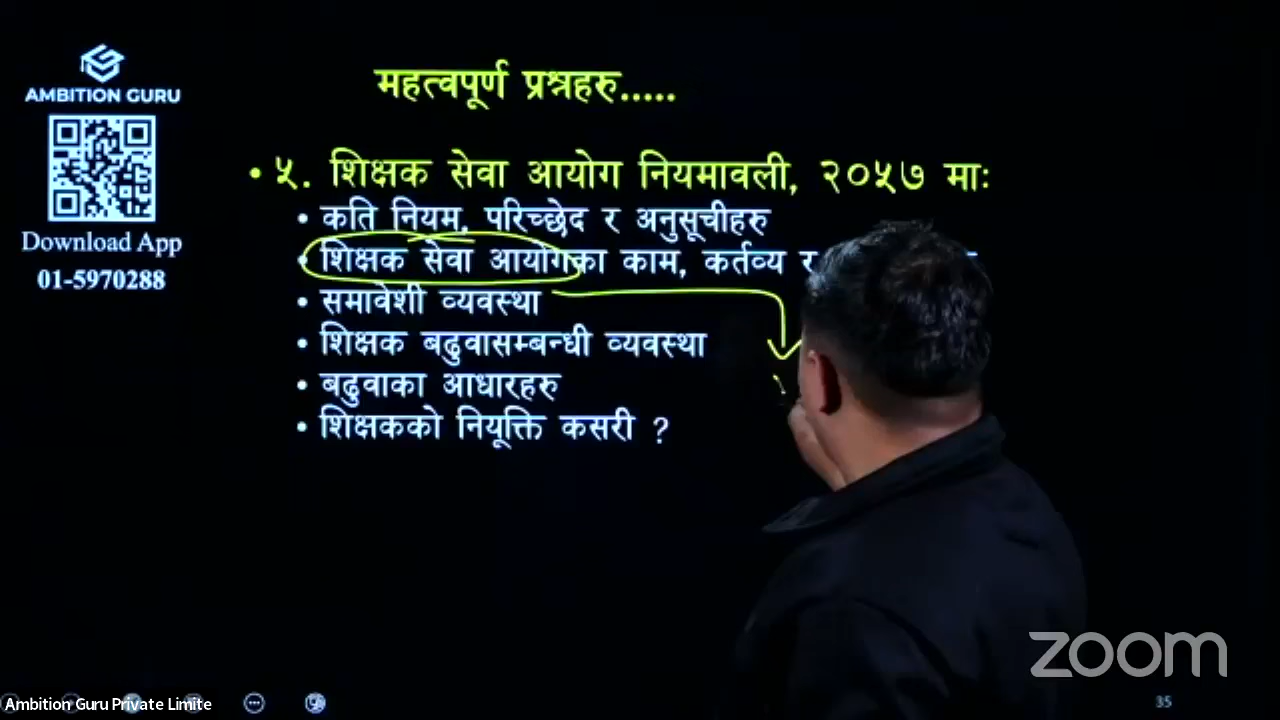 AMBITION GURU
Download App
01-5970288
महत्वपूर्ण प्रश्नहरु.....
• ५. शिक्षक सेवा आयोग नियमावली, २०५७ माः
• कति नियम, परिच्छेद र अनुसूचीहरु
• शिक्षक सेवा आयोगका काम, कर्तव्य र
• समावेशी व्यवस्था
• शिक्षक बढुवासम्बन्धी व्यवस्था
• बढुवाका आधारहरु
• शिक्षकको नियूक्ति कसरी ?
zoom
Ambition Guru Private Limite
35